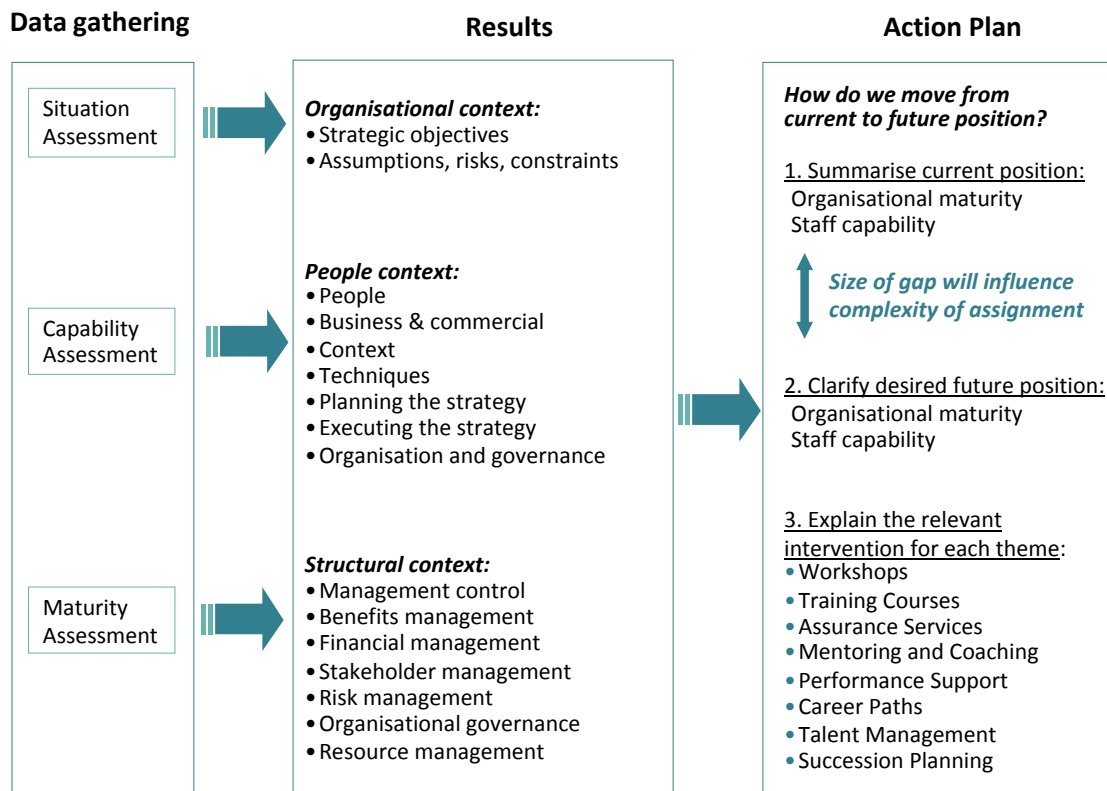 Data gathering
Situation
Assessment
Capability
Assessment
Maturity
Assessment
Results
Organisational context:
•Strategic objectives
•Assumptions, risks, constraints
People context:
•People
•Business & commercial
•Context
•Techniques
•Planning the strategy
•Executing the strategy
•Organisation and governance
Structural context:
•Management control
•Benefits management
•Financial management
•Stakeholder management
•Risk management
•Organisational governance
•Resource management
Action Plan
How do we move from
current to future position?
1. Summarise current position:
Organisational maturity
Staff capability
Size of gap will influence
complexity of assignment
2. Clarify desired future position:
Organisational maturity
Staff capability
3. Explain the relevant
intervention for each theme:
•Workshops
•Training Courses
•Assurance Services
•Mentoring and Coaching
•Performance Support
•Career Paths
•Talent Management
•Succession Planning